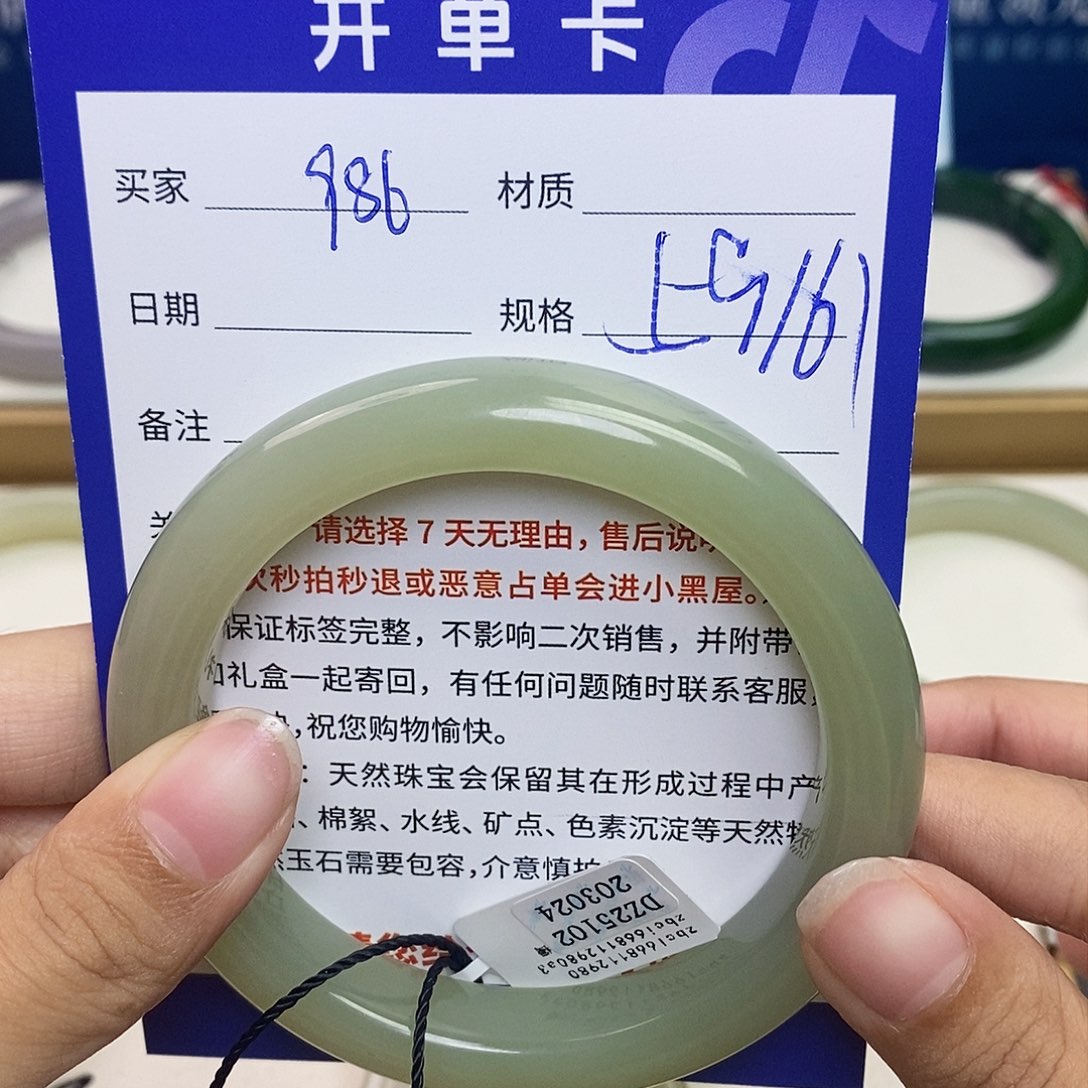 开单卡
买家 986 材质
日期 规格
备注
请选择 7 天无理由，售后说
次秒拍秒退或恶意占单会进小黑屋。
保证标签完整，不影响二次销售，并附带
和礼盒一起寄回，有任何问题随时联系客服
，祝您购物愉快。
：天然珠宝会保留其在形成过程中产
、棉絮、水线、矿点、色素沉淀等天然
玉石需要包容，介意慎拍
zbci668112980
zbci668112980a3
DZ25102
203024